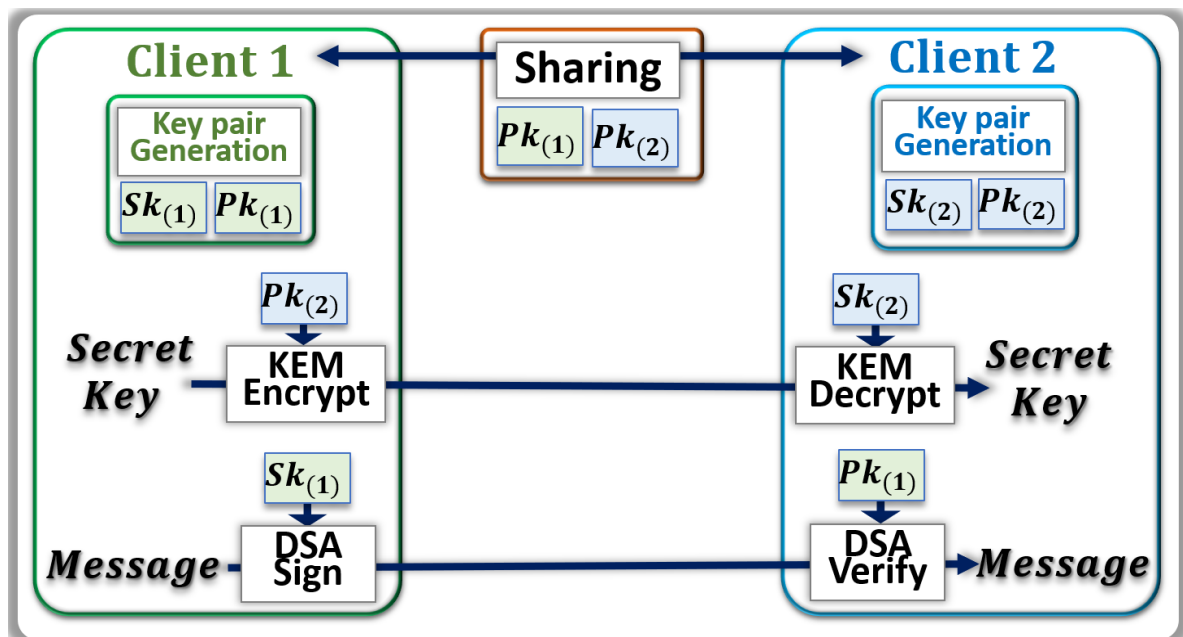 Client 1
Sharing
Client 2
Key pair
Generation
Pk(1) Pk(2)
Key pair
Generation
Sk(1) Pk(1)
Sk(2) Pk(2)
Pk(2)
Sk(2)
Secret
Key
KEM
Encrypt
KEM
Decrypt
Secret
Key
Sk(1)
Pk(1)
Message
DSA
Sign
DSA
Verify
Message